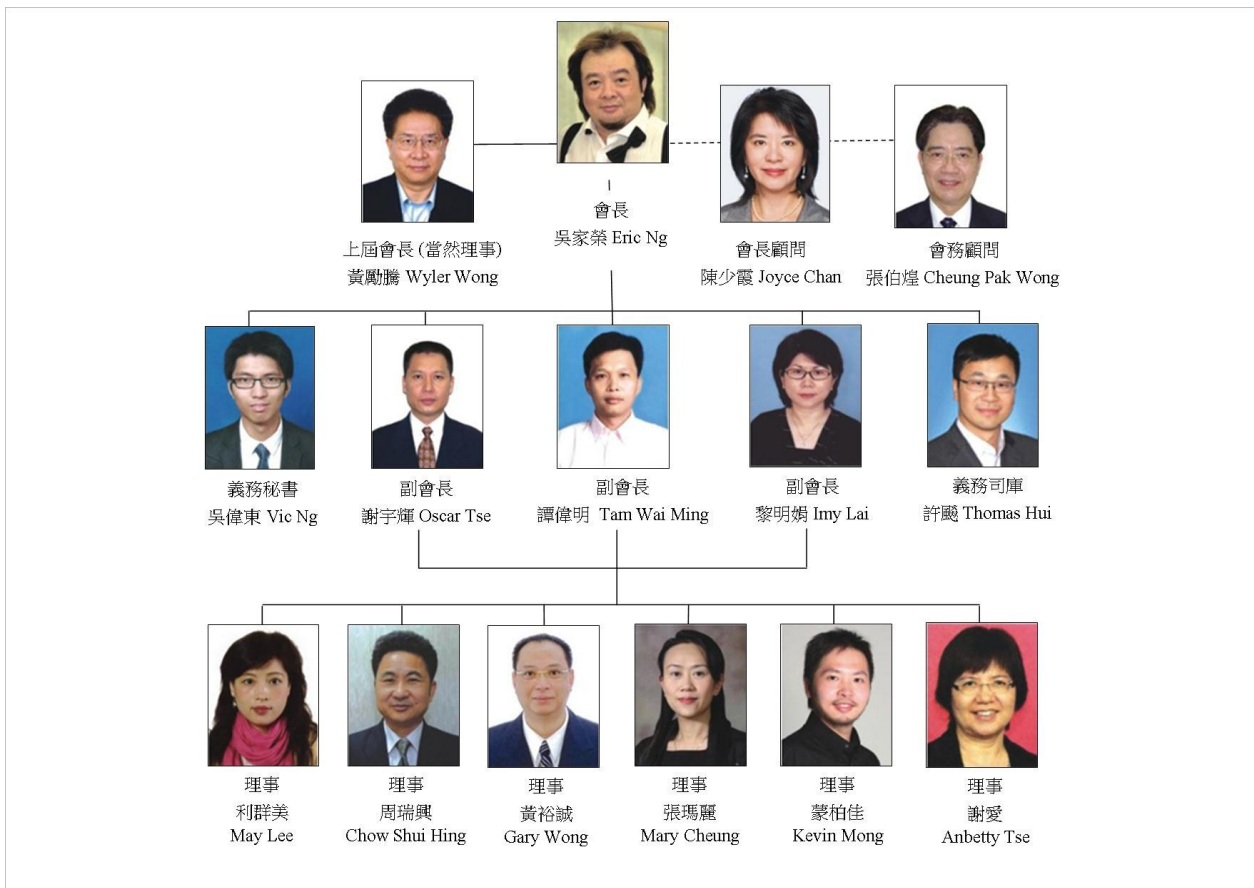 會長
吳家榮 Eric Ng
上屆會長 (當然理事)
黃勵騰 Wyler Wong
會長顧問
陳少霞 Joyce Chan
會務顧問
張伯煌 Cheung Pak Wong
義務秘書
吳偉東 Vic Ng
副會長
謝宇輝 Oscar Tse
副會長
譚偉明 Tam Wai Ming
副會長
黎明娟 Imy Lai
義務司庫
許飈 Thomas Hui
理事
利群美
May Lee
理事
周瑞興
Chow Shui Hing
理事
黃裕誠
Gary Wong
理事
張瑪麗
Mary Cheung
理事
蒙柏佳
Kevin Mong
理事
謝愛
Anbetty Tse